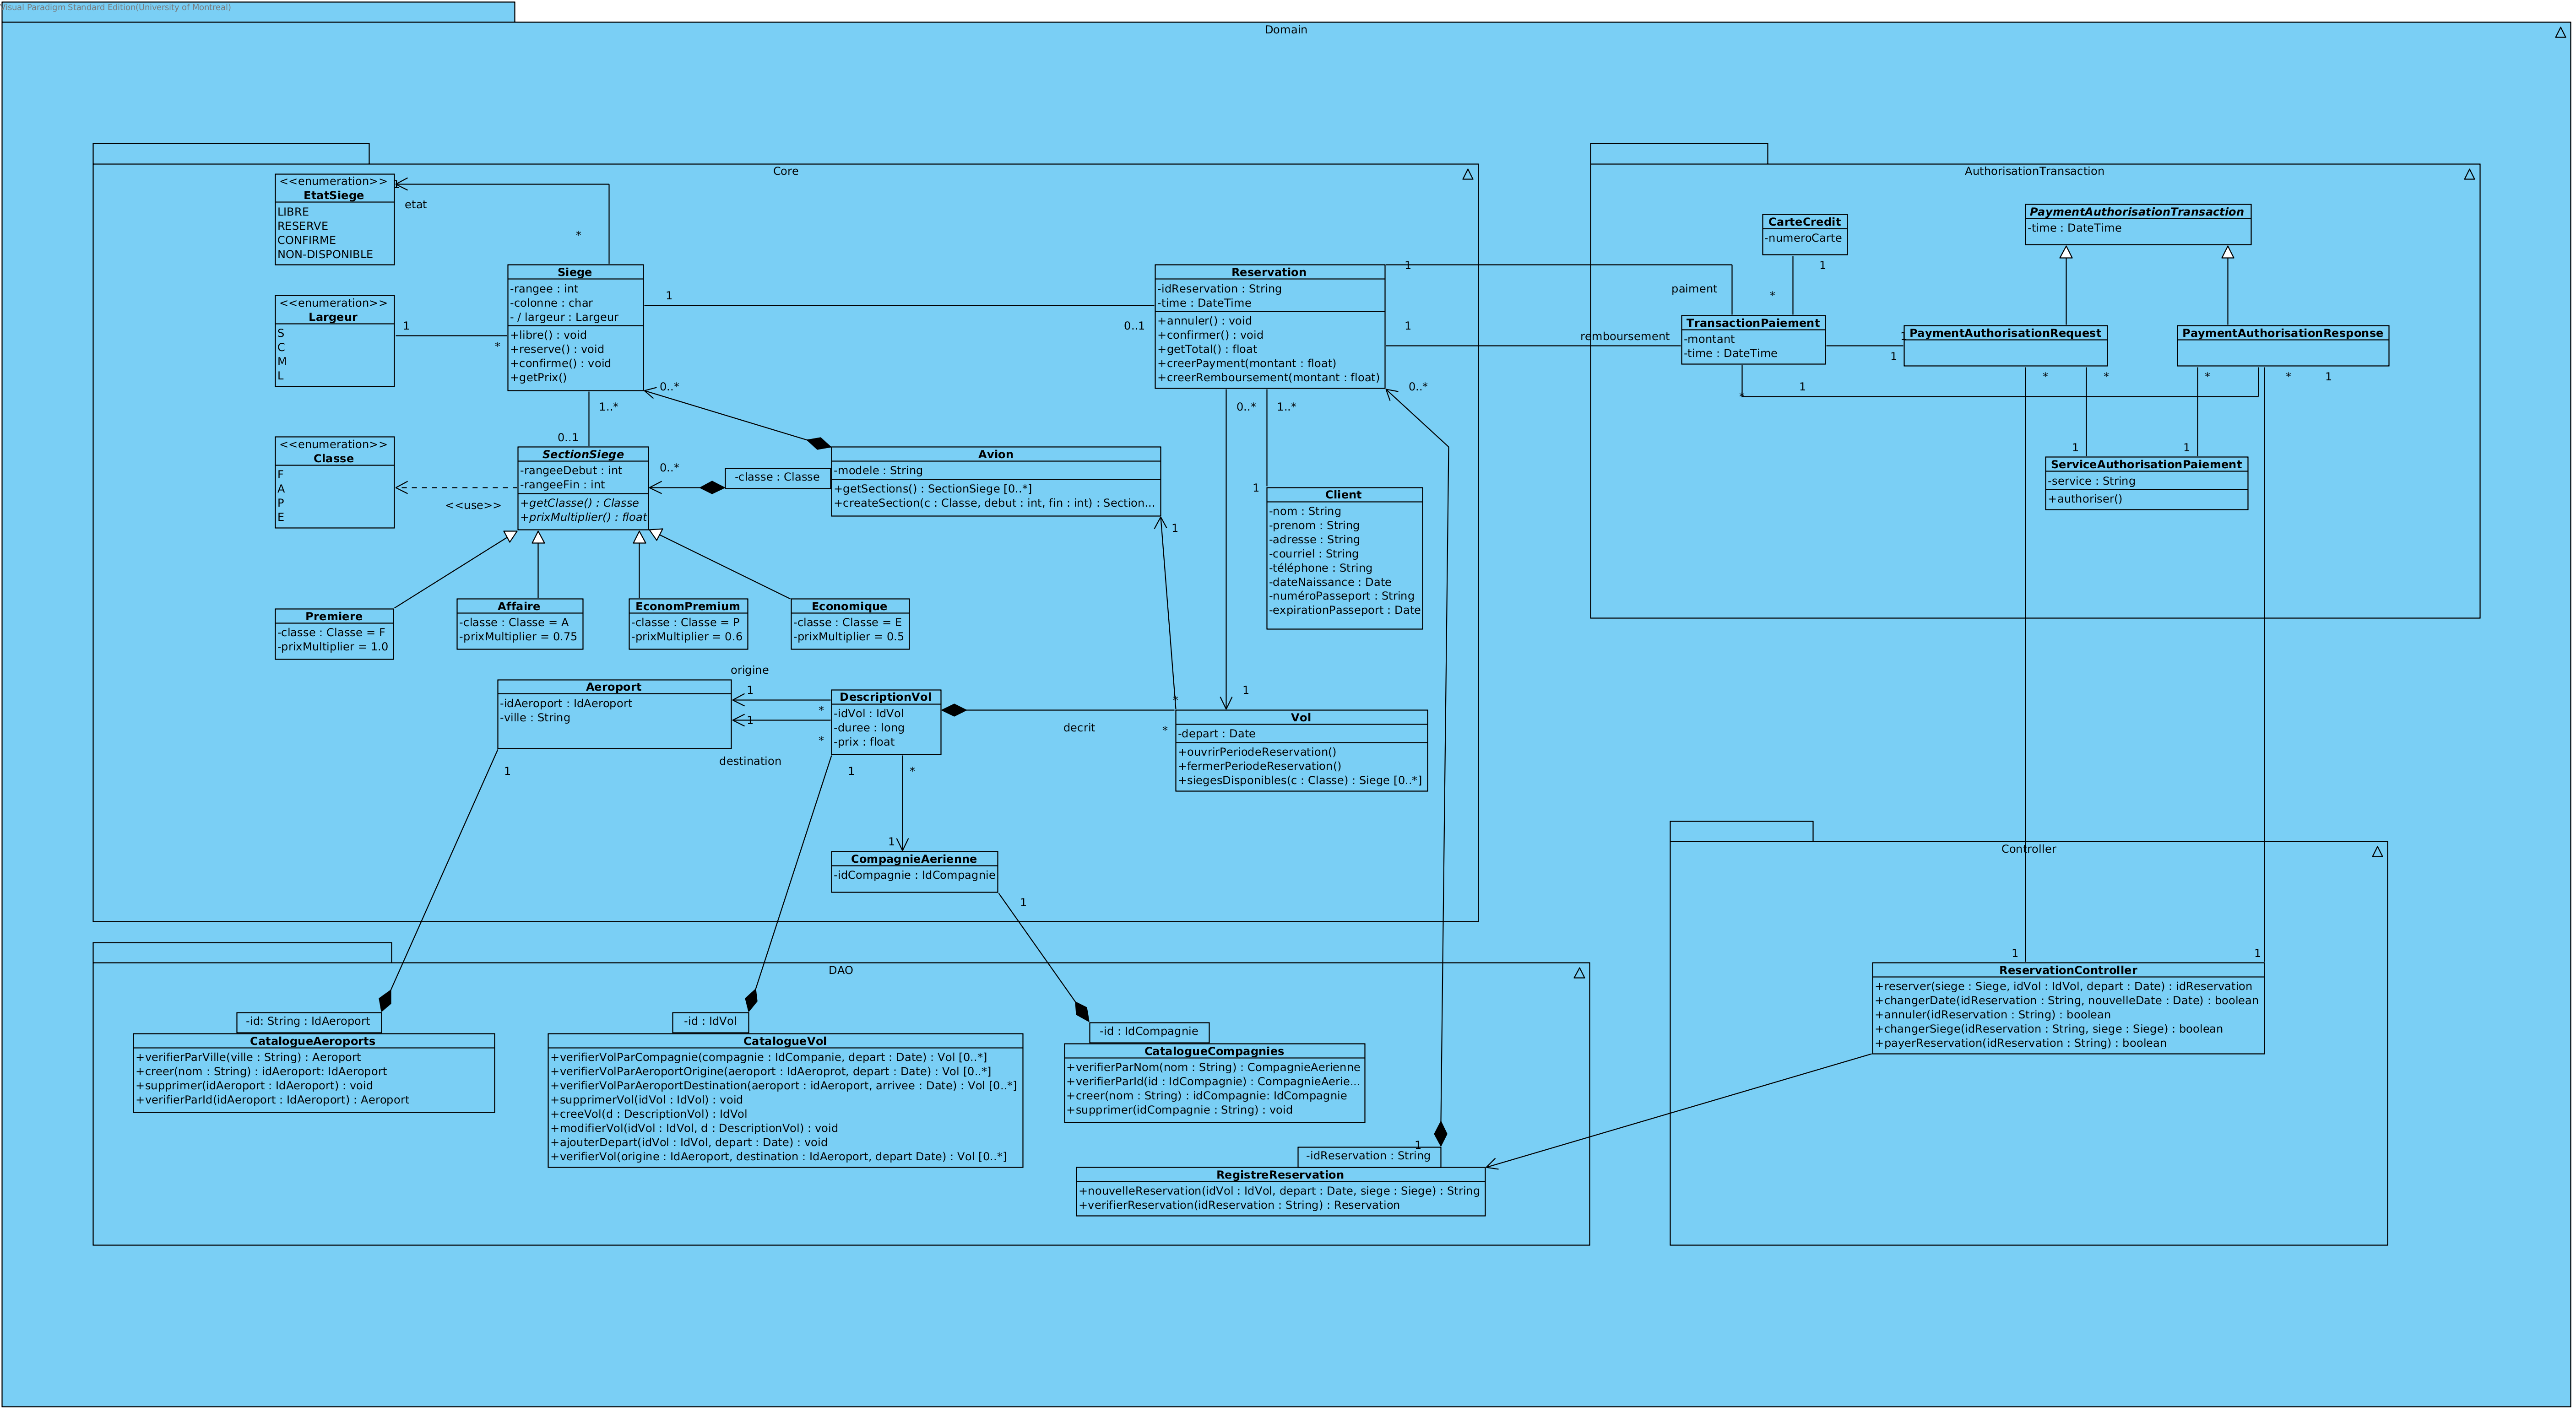 Visual Paradigm Standard Edition(University of Montreal)
Domain
Core
<<enumeration>>
EtatSiege
LIBRE
RESERVE
CONFIRME
NON-DISPONIBLE
1
etat
*
<<enumeration>>
Largeur
S
C
M
L
1
*
Siege
-rangee : int
-colonne : char
- / largeur : Largeur
+libre() : void
+reserve() : void
+confirme() : void
+getPrix()
1
0..1
0..*
1..*
0..1
<<enumeration>>
Classe
F
A
P
E
<<use>>
SectionSiege
-rangeeDebut : int
-rangeeFin : int
+getClasse() : Classe
+prixMultiplier() : float
0..*
-classe : Classe
Avion
-modele : String
+getSections() : SectionSiege [0..*]
+createSection(c : Classe, debut : int, fin : int) : Section...
1
Premiere
-classe : Classe = F
-prixMultiplier = 1.0
Affaire
-classe : Classe = A
-prixMultiplier = 0.75
EconomPremium
-classe : Classe = P
-prixMultiplier = 0.6
Economique
-classe : Classe = E
-prixMultiplier = 0.5
Reservation
-idReservation : String
-time : DateTime
+annuler() : void
+confirmer() : void
+getTotal() : float
+creerPayment(montant : float)
+creerRemboursement(montant : float)
1
paiment
1
remboursement
0..*
0..*
1..*
1
Client
-nom : String
-prenom : String
-adresse : String
-courriel : String
-téléphone : String
-dateNaissance : Date
-numéroPasseport : String
-expirationPasseport : Date
Aeroport
-idAeroport : IdAeroport
-ville : String
origine
1
*
1
*
destination
1
DescriptionVol
-idVol : IdVol
-duree : long
-prix : float
1
*
decrit
*
*
1
Vol
-depart : Date
+ouvrirPeriodeReservation()
+fermerPeriodeReservation()
+siegesDisponibles(c : Classe) : Siege [0..*]
1
CompagnieAerienne
-idCompagnie : IdCompagnie
1
AuthorisationTransaction
CarteCredit
-numeroCarte
1
*
TransactionPaiement
-montant
-time : DateTime
PaymentAuthorisationTransaction
-time : DateTime
1
PaymentAuthorisationRequest
1
PaymentAuthorisationResponse
*
*
*
*
1
1
*
1
1
ServiceAuthorisationPaiement
-service : String
+authoriser()
Controller
1
1
ReservationController
+reserver(siege : Siege, idVol : IdVol, depart : Date) : idReservation
+changerDate(idReservation : String, nouvelleDate : Date) : boolean
+annuler(idReservation : String) : boolean
+changerSiege(idReservation : String, siege : Siege) : boolean
+payerReservation(idReservation : String) : boolean
DAO
-id: String : IdAeroport
CatalogueAeroports
+verifierParVille(ville : String) : Aeroport
+creer(nom : String) : idAeroport: IdAeroport
+supprimer(idAeroport : IdAeroport) : void
+verifierParId(idAeroport : IdAeroport) : Aeroport
-id : IdVol
CatalogueVol
+verifierVolParCompagnie(compagnie : IdCompanie, depart : Date) : Vol [0..*]
+verifierVolParAeroportOrigine(aeroport : IdAeroprot, depart : Date) : Vol [0..*]
+verifierVolParAeroportDestination(aeroport : idAeroport, arrivee : Date) : Vol [0..*]
+supprimerVol(idVol : IdVol) : void
+creeVol(d : DescriptionVol) : IdVol
+modifierVol(idVol : IdVol, d : DescriptionVol) : void
+ajouterDepart(idVol : IdVol, depart : Date) : void
+verifierVol(origine : IdAeroport, destination : IdAeroport, depart Date) : Vol [0..*]
-id : IdCompagnie
CatalogueCompagnies
+verifierParNom(nom : String) : CompagnieAerienne
+verifierParId(id : IdCompagnie) : CompagnieAerie...
+creer(nom : String) : idCompagnie: IdCompagnie
+supprimer(idCompagnie : String) : void
1
-idReservation : String
RegistreReservation
+nouvelleReservation(idVol : IdVol, depart : Date, siege : Siege) : String
+verifierReservation(idReservation : String) : Reservation